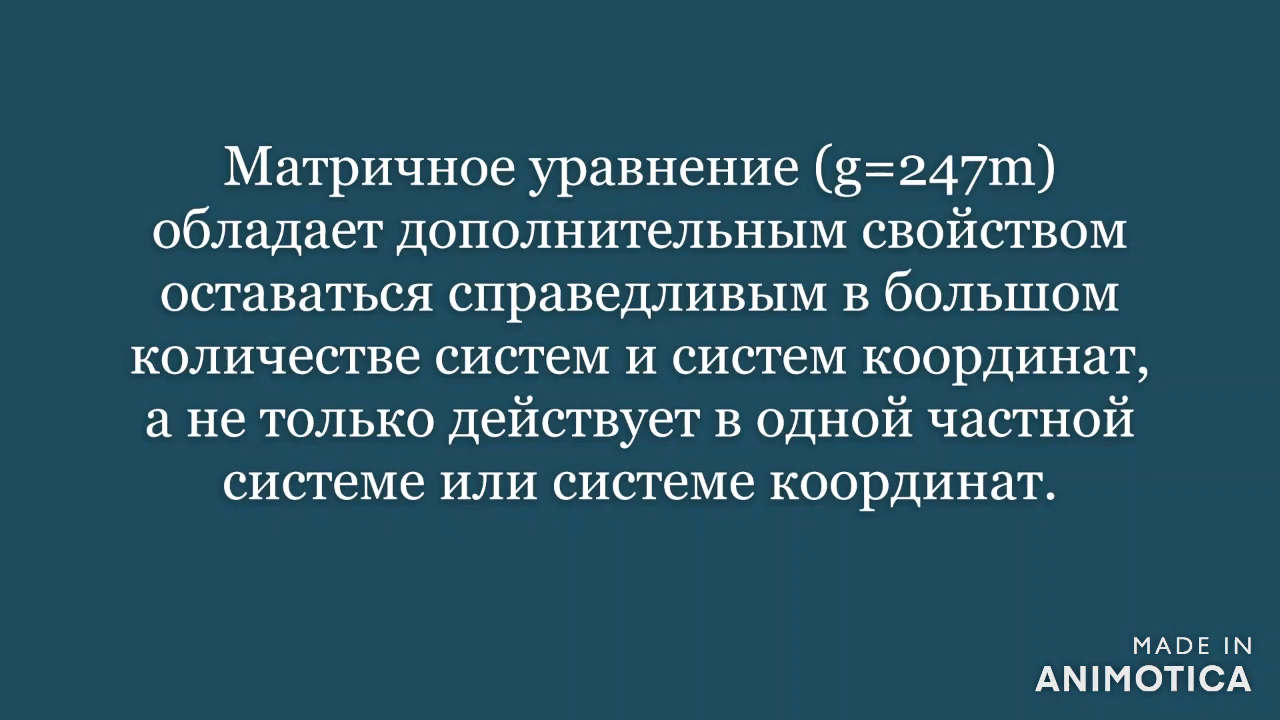 Матричное уравнение (g=247m)
обладает дополнительным свойством
оставаться справедливым в большом
количестве систем и систем координат,
а не только действует в одной частной
системе или системе координат.
MADE IN
ANIMOTICA